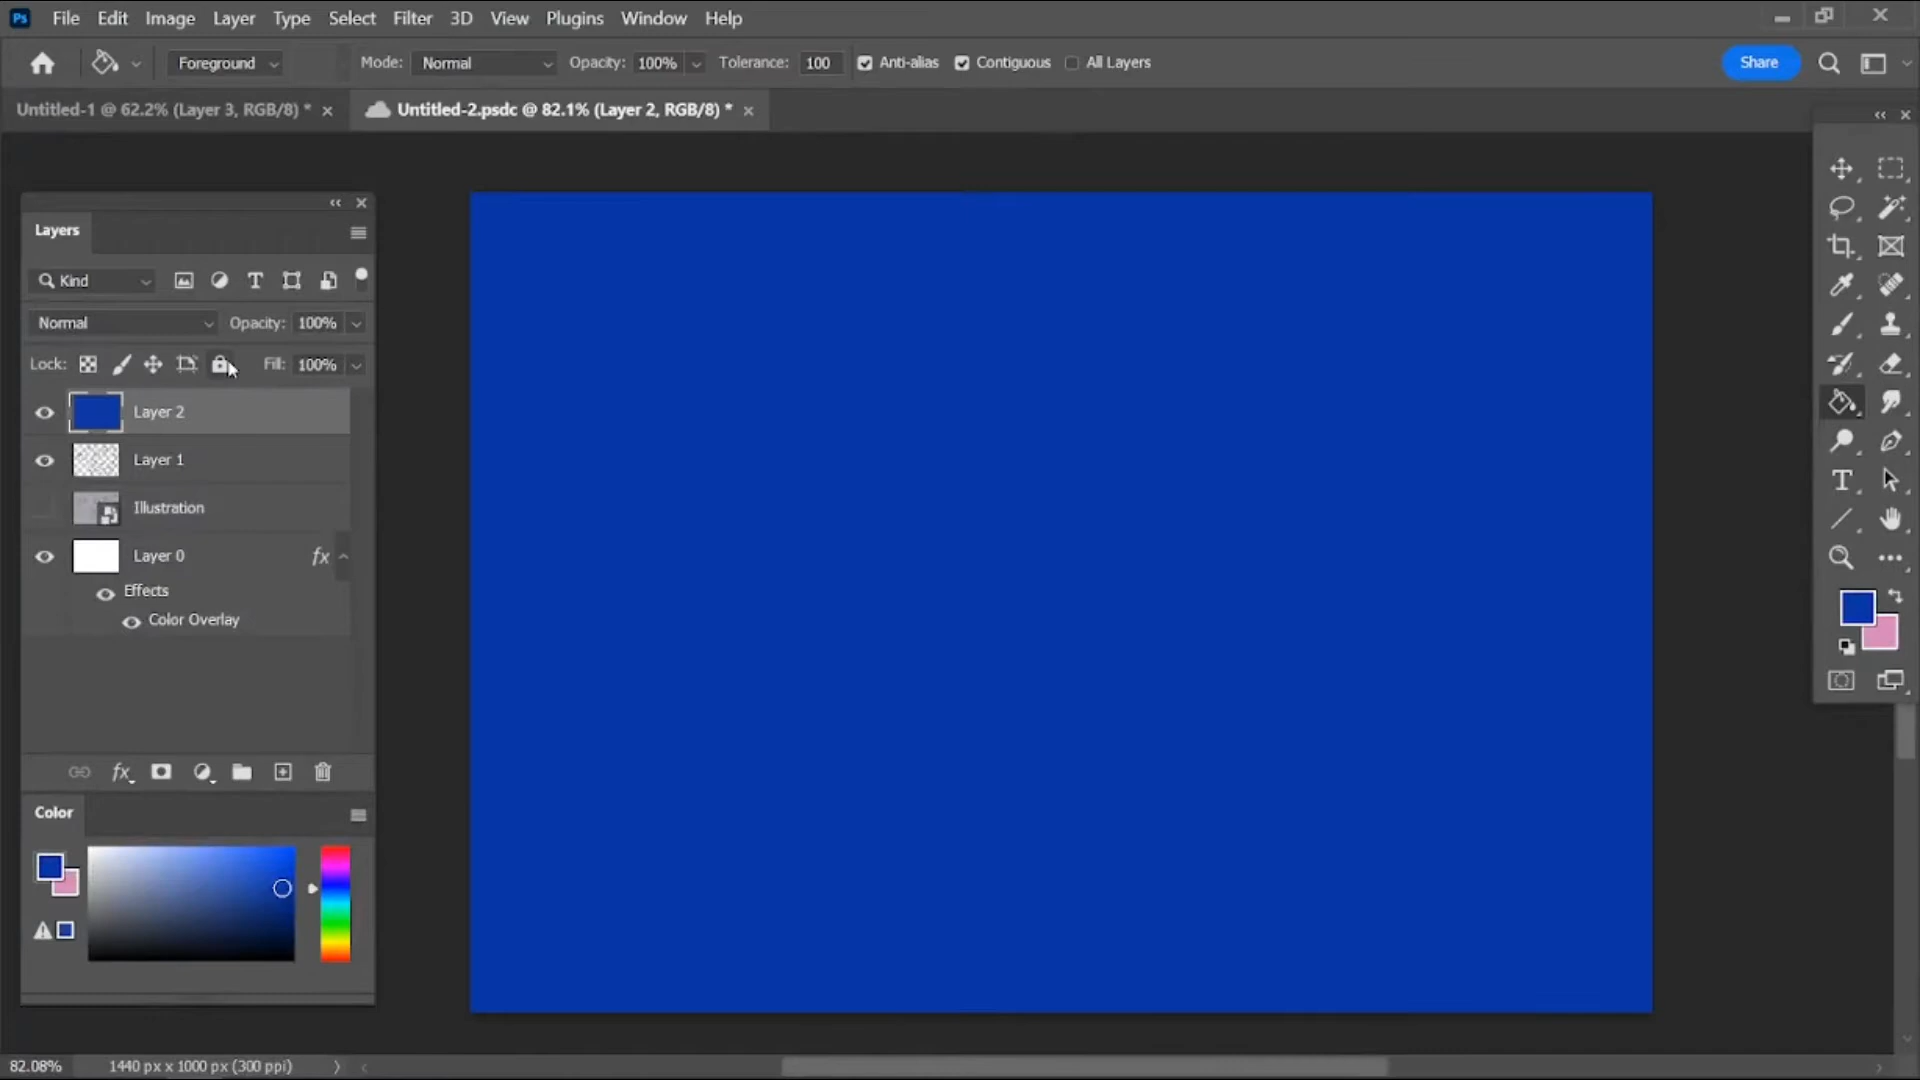 Ps File Edit Image Layer Select Type Filter 3D View Plugins Window Help
Foreground Mode: Normal Opacity: 100% Tolerance: 100 Anti-alias Contiguous All Layers Share
Untitled-1 @ 62.2% (Layer 3, RGB/8) * × Untitled-2.psdc @ 82.1% (Layer 2, RGB/8) * ×
Layers
Kind
Normal Opacity: 100%
Lock: Fill: 100%
Layer 2
Layer 1
Illustration
Layer 0 fx
Effects
Color Overlay
fx
Color
82.08% 1440 px x 1000 px (300 ppi)